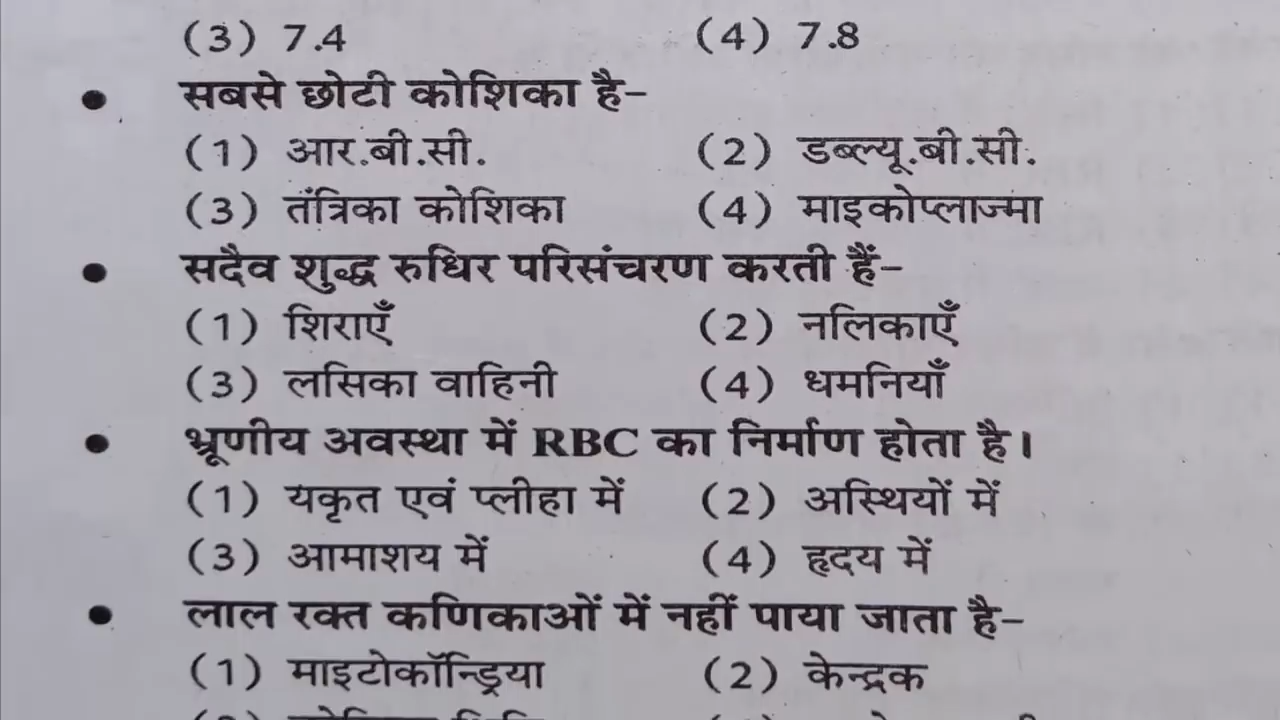 (3) 7.4 (4) 7.8
• सबसे छोटी कोशिका है-
(1) आर.बी.सी. (2) डब्ल्यू.बी.सी.
(3) तंत्रिका कोशिका (4) माइकोप्लाज्मा
• सदैव शुद्ध रुधिर परिसंचरण करती हैं-
(1) शिराएँ (2) नलिकाएँ
(3) लसिका वाहिनी (4) धमनियाँ
• भ्रूणीय अवस्था में RBC का निर्माण होता है।
(1) यकृत एवं प्लीहा में (2) अस्थियों में
(3) आमाशय में (4) हृदय में
• लाल रक्त कणिकाओं में नहीं पाया जाता है-
(1) माइटोकॉन्ड्रिया (2) केन्द्रक